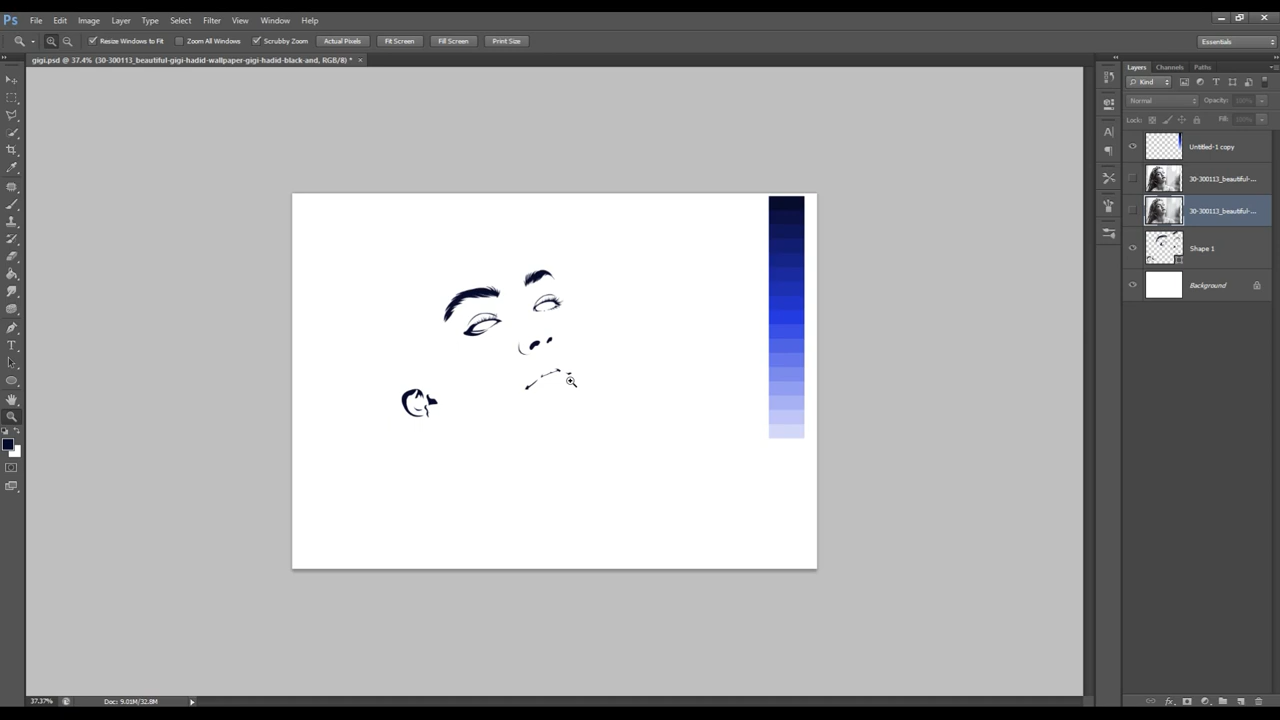 Ps File Edit Image Layer Type Select Filter View Window Help
Resize Windows to Fit Zoom All Windows Scrubby Zoom Actual Pixels Fit Screen Fill Screen Print Size Essentials
gigi.psd @ 37.4% (30-300113_beautiful-gigi-hadid-wallpaper-gigi-hadid-black-and, RGB/8) *
Layers Channels Paths
Kind
Normal Opacity: 100%
Lock: Fill: 100%
Untitled-1 copy
30-300113_beautiful-...
30-300113_beautiful-...
Shape 1
Background
37.37% Doc: 9.01M/32.8M